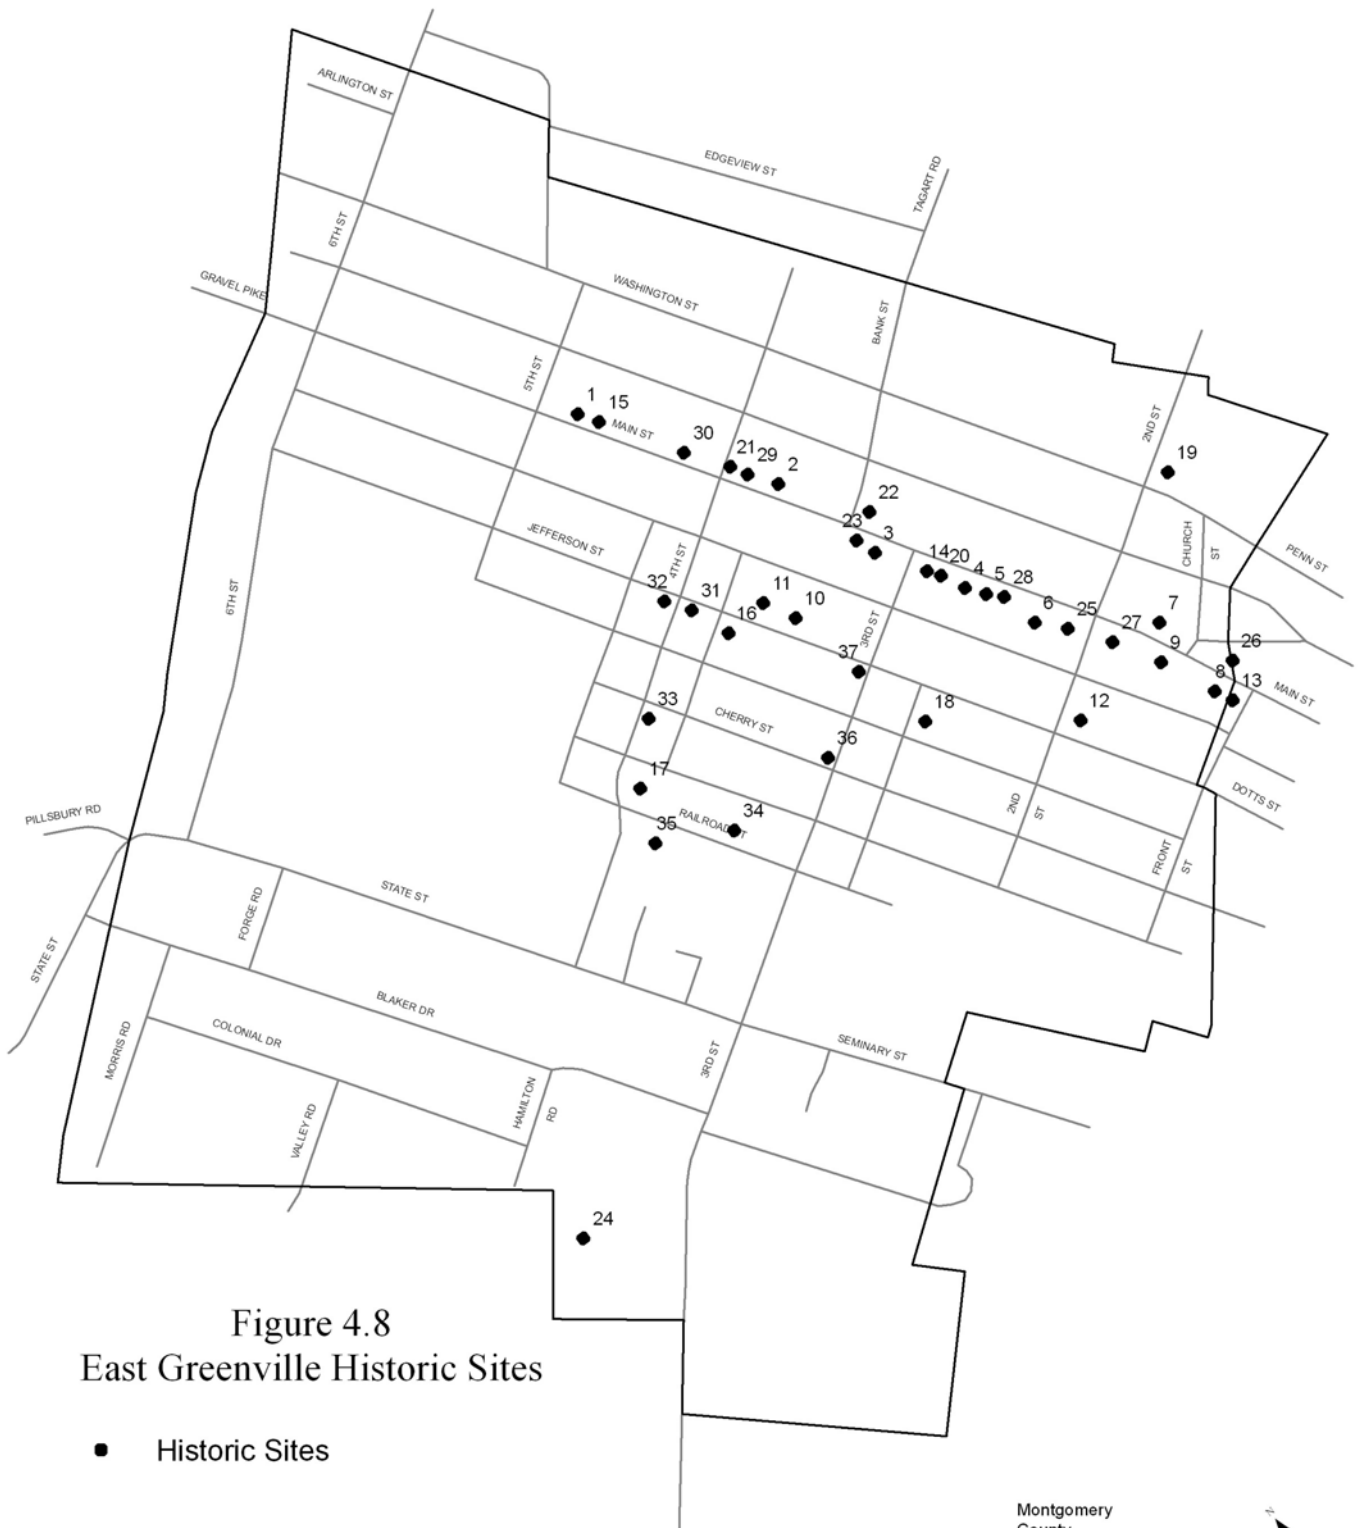 ARLINGTON ST
EDGEVIEW ST
TAGART RD
6TH ST
GRAVEL PIKE
WASHINGTON ST
BANK ST
5TH ST
2ND ST
1
15
MAIN ST
30
21
29
2
19
22
23
3
CHURCH
ST
PENN ST
JEFFERSON ST
4TH ST
14
20
4
5
28
6TH ST
32
31
11
10
16
3RD ST
6
25
7
27
9
26
37
8
13
MAIN ST
33
CHERRY ST
18
12
36
17
DOTTS ST
PILLSBURY RD
35
RAILROAD ST
34
2ND
ST
FRONT
ST
STATE ST
FORGE RD
STATE ST
BLAKER DR
COLONIAL DR
MORRIS RD
3RD ST
SEMINARY ST
HAMILTON
RD
VALLEY RD
24
Figure 4.8
East Greenville Historic Sites
Historic Sites
Montgomery
County
N